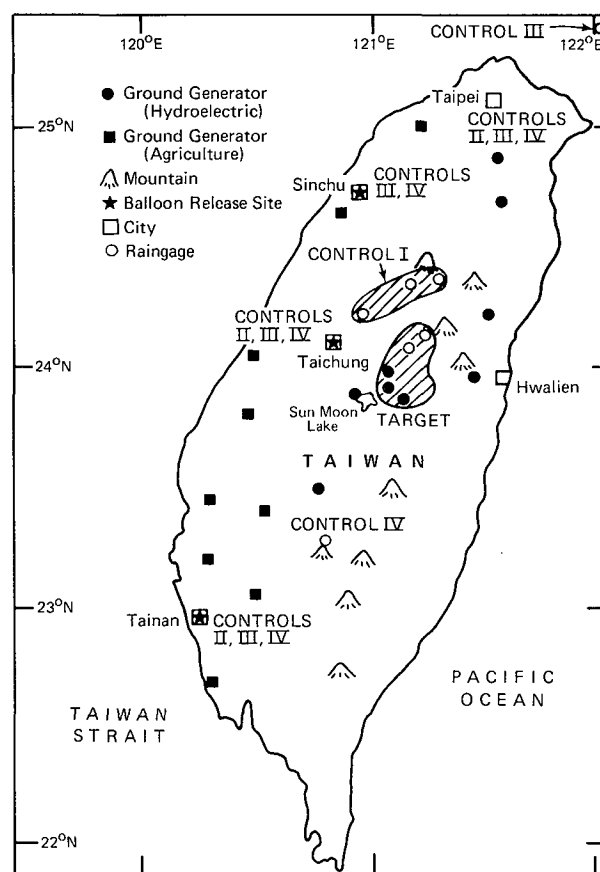 120°E
121°E
122°E
CONTROL III
Ground Generator
(Hydroelectric)
Ground Generator
(Agriculture)
Mountain
Balloon Release Site
City
Raingage
Taipei
CONTROLS
II, III, IV
25°N
Sinchu
CONTROLS
III, IV
CONTROL I
CONTROLS
II, III, IV
Taichung
24°N
Hwalien
Sun Moon
Lake
TARGET
TAIWAN
CONTROL IV
23°N
Tainan
CONTROLS
II, III, IV
PACIFIC
OCEAN
TAIWAN
STRAIT
22°N